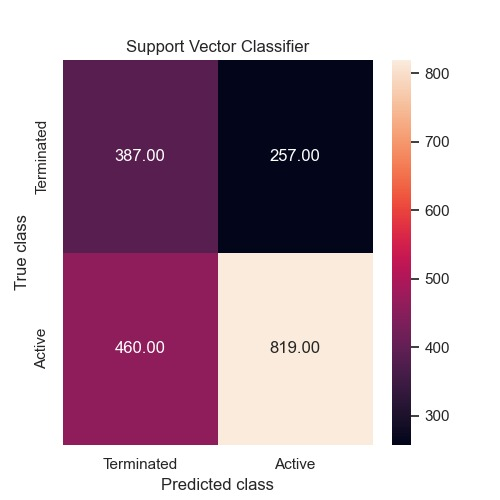 Support Vector Classifier
True class
Terminated
Active
387.00
257.00
460.00
819.00
Terminated
Active
Predicted class
800
700
600
500
400
300